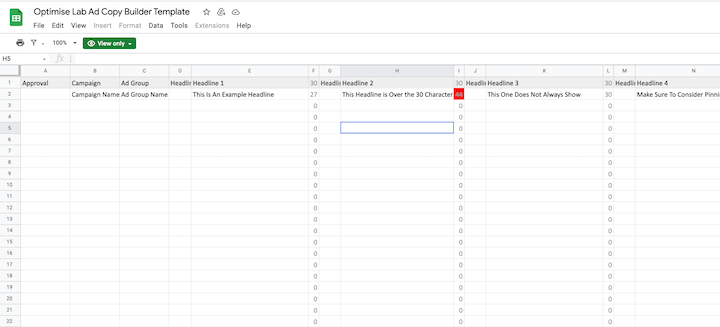 Optimise Lab Ad Copy Builder Template
File Edit View Insert Format Data Tools Extensions Help
100% View only
H5 fx
A B C D E F G H I J K L M N
1 Approval Campaign Ad Group Headlin Headline 1 30 Headli Headline 2 30 Headli Headline 3 30 Headli Headline 4
2 Campaign Name Ad Group Name This Is An Example Headline 27 This Headline is Over the 30 Character 44 This One Does Not Always Show 30 Make Sure To Consider Pinni
3 0 0 0
4 0 0 0
5 0 0 0
6 0 0 0
7 0 0 0
8 0 0 0
9 0 0 0
10 0 0 0
11 0 0 0
12 0 0 0
13 0 0 0
14 0 0 0
15 0 0 0
16 0 0 0
17 0 0 0
18 0 0 0
19 0 0 0
20 0 0 0
21 0 0 0
22 0 0 0